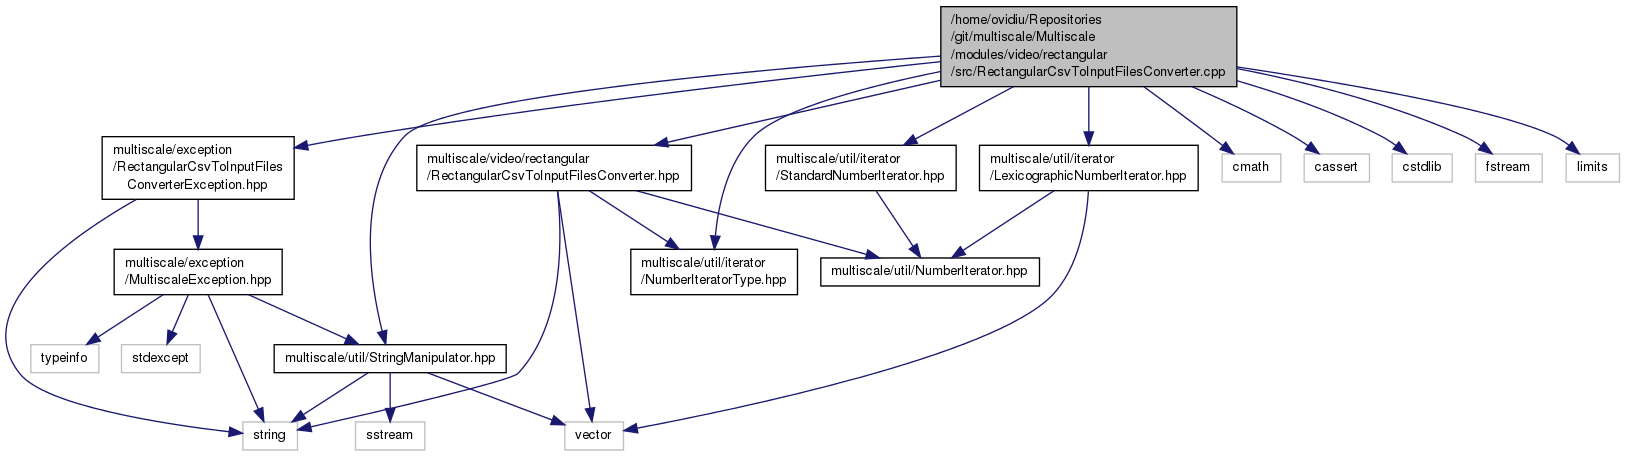 /home/ovidiu/Repositories
/git/multiscale/Multiscale
/modules/video/rectangular
/src/RectangularCsvToInputFilesConverter.cpp
multiscale/exception
/RectangularCsvToInputFiles
ConverterException.hpp
multiscale/video/rectangular
/RectangularCsvToInputFilesConverter.hpp
multiscale/util/iterator
/StandardNumberIterator.hpp
multiscale/util/iterator
/LexicographicNumberIterator.hpp
cmath
cassert
cstdlib
fstream
limits
multiscale/exception
/MultiscaleException.hpp
multiscale/util/iterator
/NumberIteratorType.hpp
multiscale/util/NumberIterator.hpp
typeinfo
stdexcept
multiscale/util/StringManipulator.hpp
string
sstream
vector